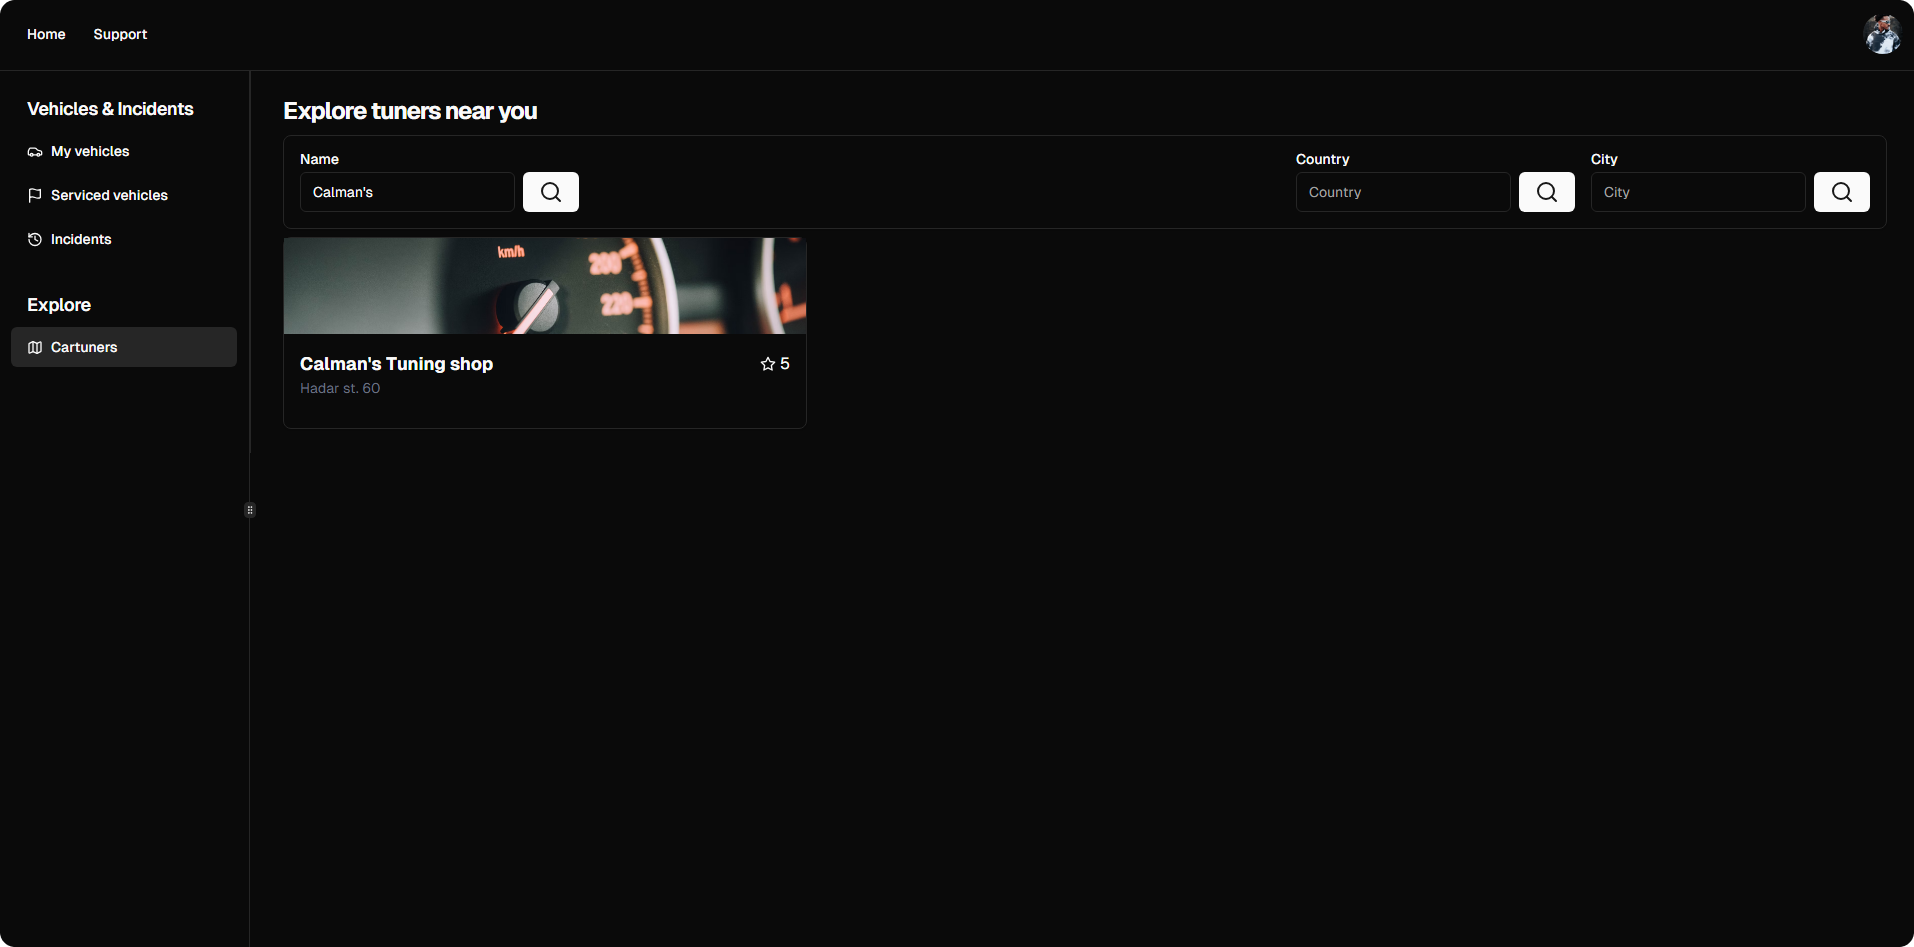 Home
Support
Vehicles & Incidents
My vehicles
Serviced vehicles
Incidents
Explore
Cartuners
Explore tuners near you
Name
Calman's
Country
Country
City
City
km/h
200
220
Calman's Tuning shop
5
Hadar st. 60